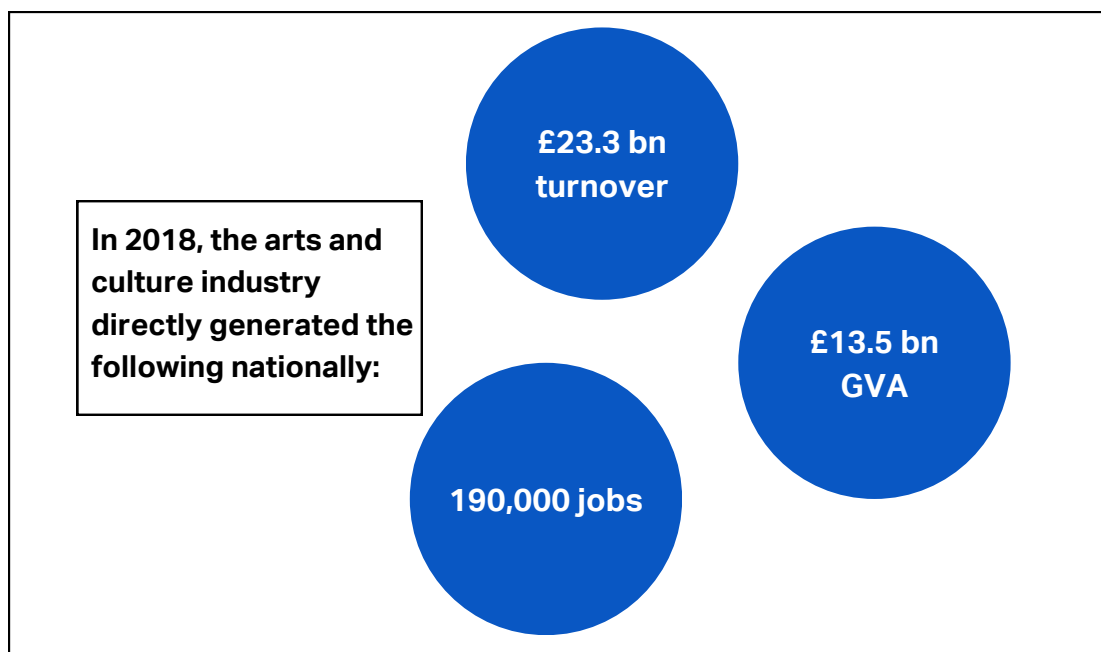 In 2018, the arts and
culture industry
directly generated the
following nationally:
£23.3 bn
turnover
£13.5 bn
GVA
190,000 jobs